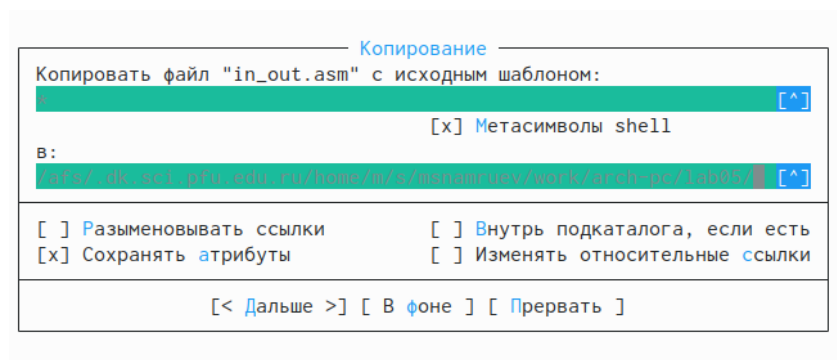 Копирование
Копировать файл "in_out.asm" с исходным шаблоном:
* [^]
[x] Метасимволы shell
в:
/afs/.dk.sci.pfu.edu.ru/home/m/s/msnamruev/work/arch-pc/lab05/ [^]
[ ] Разыменовывать ссылки [ ] Внутрь подкаталога, если есть
[x] Сохранять атрибуты [ ] Изменять относительные ссылки
[< Дальше >] [ В фоне ] [ Прервать ]